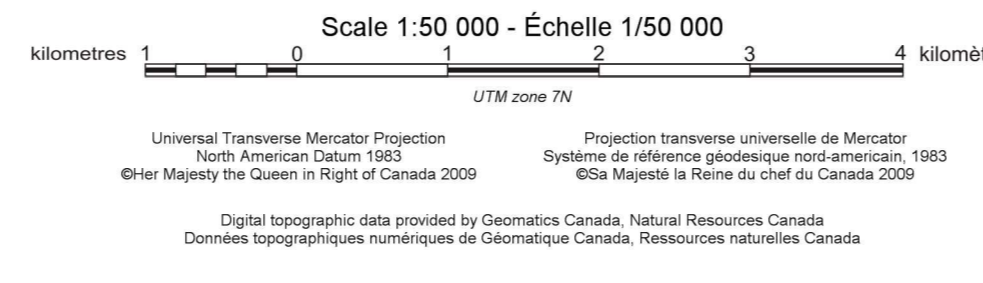 Scale 1:50 000 - Échelle 1/50 000
kilometres 1 0 1 2 3 4
UTM zone 7N
Universal Transverse Mercator Projection
North American Datum 1983
©Her Majesty the Queen in Right of Canada 2009
Projection transverse universelle de Mercator
Système de référence géodesique nord-americain, 1983
©Sa Majesté la Reine du chef du Canada 2009
Digital topographic data provided by Geomatics Canada, Natural Resources Canada
Données topographiques numériques de Géomatique Canada, Ressources naturelles Canada